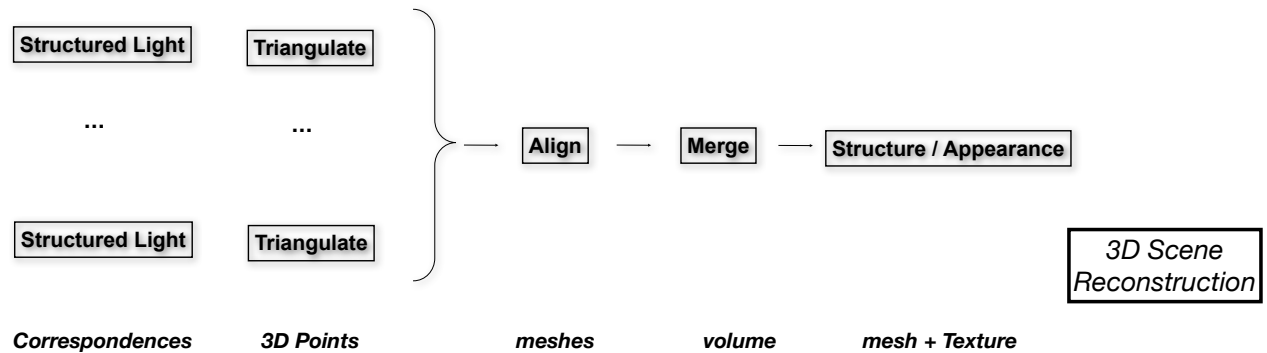 Structured Light Triangulate
... ...
Align Merge Structure / Appearance
Structured Light Triangulate
3D Scene
Reconstruction
Correspondences 3D Points meshes volume mesh + Texture